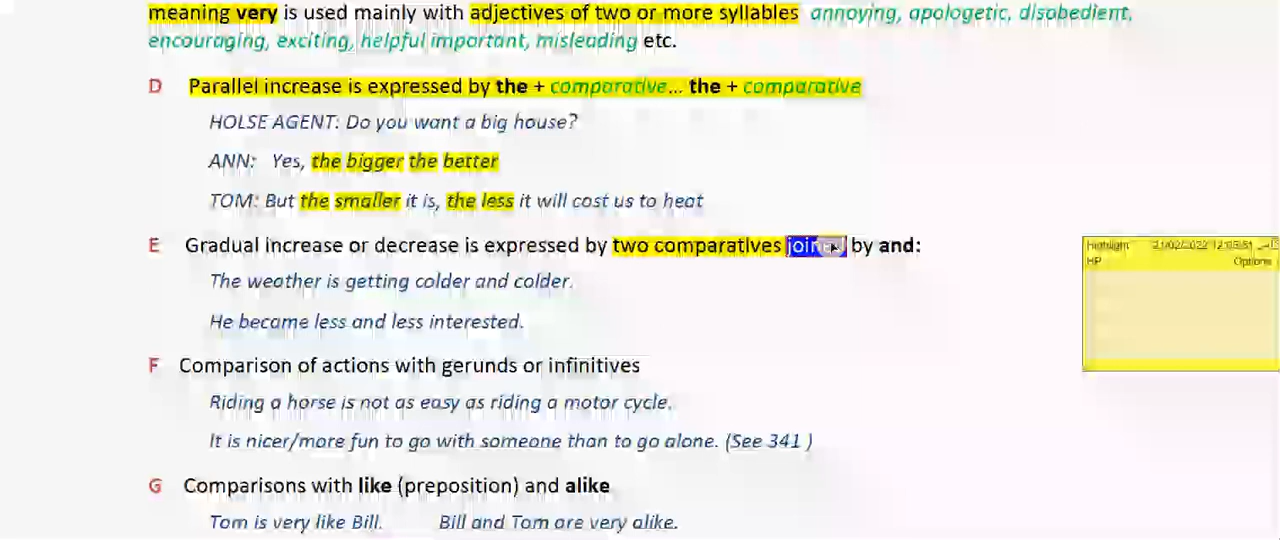 meaning very is used mainly with adjectives of two or more syllables annoying, apologetic, disobedient,
encouraging, exciting, helpful important, misleading etc.
D Parallel increase is expressed by the + comparative... the + comparative
HOLSE AGENT: Do you want a big house?
ANN: Yes, the bigger the better
TOM: But the smaller it is, the less it will cost us to heat
E Gradual increase or decrease is expressed by two comparatives joined by and:
Highlight
HP Options
The weather is getting colder and colder.
He became less and less interested.
F Comparison of actions with gerunds or infinitives
Riding a horse is not as easy as riding a motor cycle.
It is nicer/more fun to go with someone than to go alone. (See 341 )
G Comparisons with like (preposition) and alike
Tom is very like Bill. Bill and Tom are very alike.